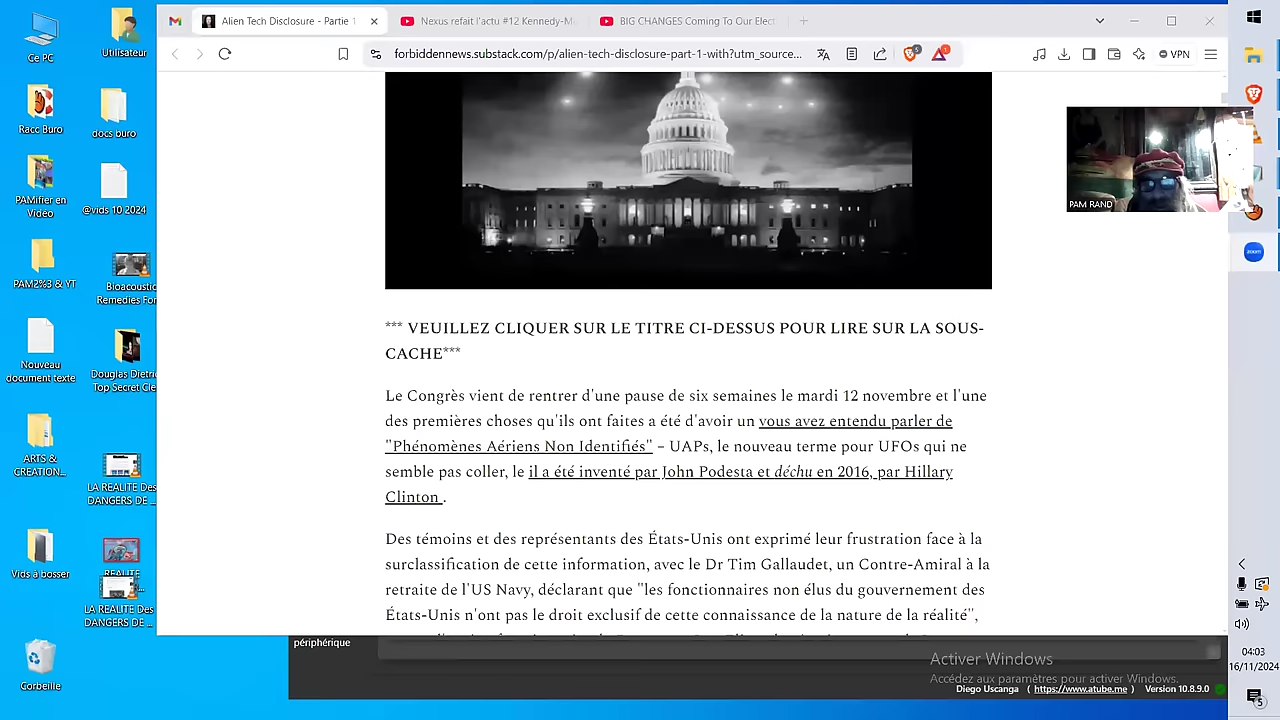 Ce PC
Utilisateur
Racc Buro
docs buro
PAMifier en
Vidéo
@vids 10 2024
PAM2%3 & YT
Bioacoustic
Remedies For
Nouveau
document texte
Douglas Dietric
Top Secret Cle
ARTS &
CREATION...
LA REALITE Des
DANGERS DE ...
Vids à bosser
REALITE
LA REALITE Des
DANGERS DE ...
Corbeille
Alien Tech Disclosure - Partie 1
Nexus refait l'actu #12 Kennedy-Ma
BIG CHANGES Coming To Our Elect
forbiddennews.substack.com/p/alien-tech-disclosure-part-1-with?utm_source...
VPN
PAM RAND
*** VEUILLEZ CLIQUER SUR LE TITRE CI-DESSUS POUR LIRE SUR LA SOUS-
CACHE***
Le Congrès vient de rentrer d'une pause de six semaines le mardi 12 novembre et l'une
des premières choses qu'ils ont faites a été d'avoir un vous avez entendu parler de
"Phénomènes Aériens Non Identifiés" – UAPs, le nouveau terme pour UFOs qui ne
semble pas coller, le il a été inventé par John Podesta et déchu en 2016, par Hillary
Clinton .
Des témoins et des représentants des États-Unis ont exprimé leur frustration face à la
surclassification de cette information, avec le Dr Tim Gallaudet, un Contre-Amiral à la
retraite de l'US Navy, déclarant que "les fonctionnaires non élus du gouvernement des
États-Unis n'ont pas le droit exclusif de cette connaissance de la nature de la réalité",
périphérique
Activer Windows
Accédez aux paramètres pour activer Windows.
Diego Uscanga ( https://www.atube.me ) Version 10.8.9.0
zoom
04:03
16/11/2024
5